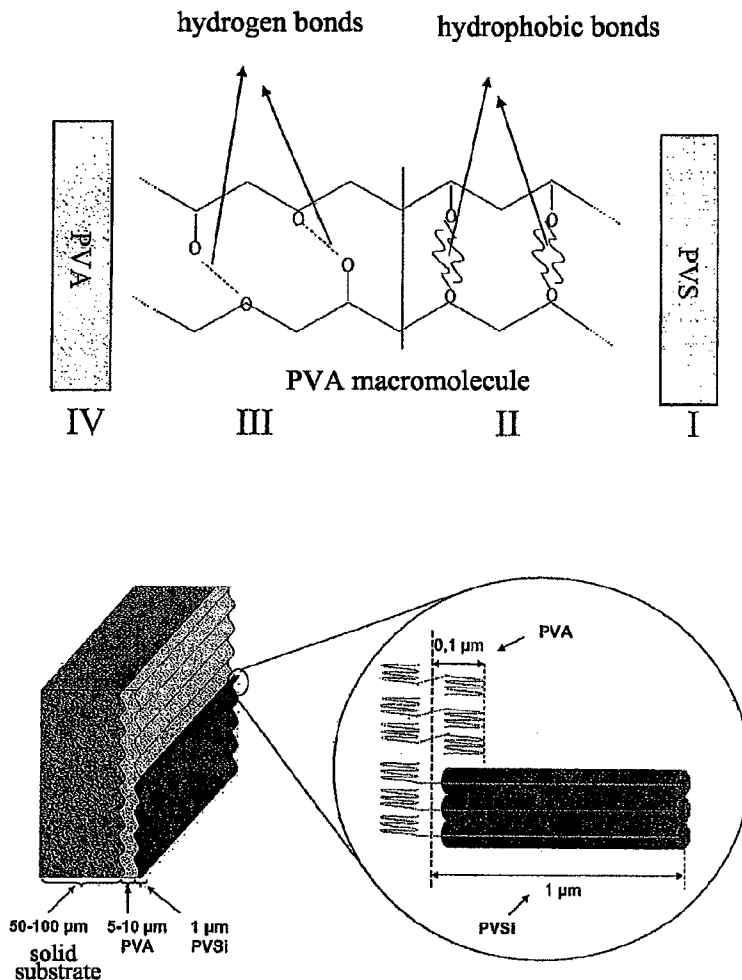 hydrogen bonds
hydrophobic bonds
PVA
O
O
O
O
O
O
O
O
PVS
PVA macromolecule
IV
III
II
I
0,1 µm
PVA
1 µm
PVSi
50-100 µm
5-10 µm
1 µm
solid
substrate
PVA
PVSi